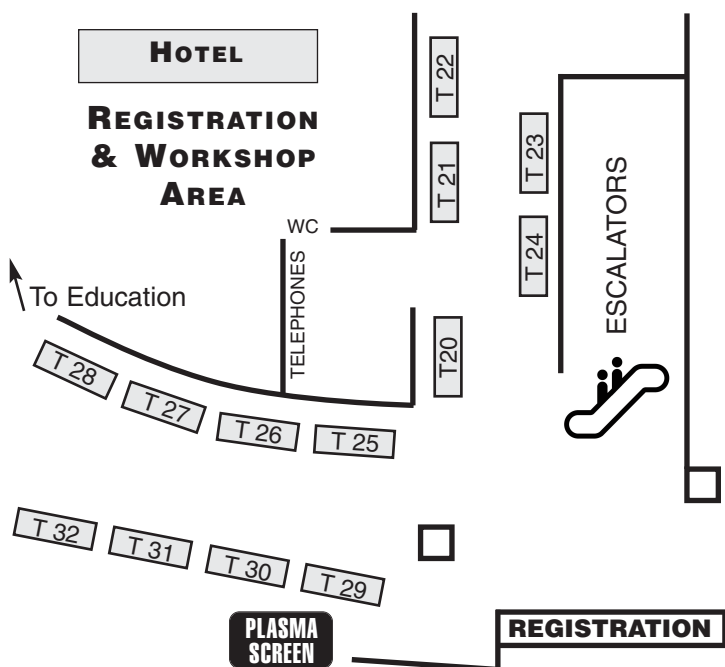 HOTEL
REGISTRATION
& WORKSHOP
AREA
T 22
T 21
T 23
T 24
ESCALATORS
WC
TELEPHONES
To Education
T20
T 28
T 27
T 26
T 25
T 32
T 31
T 30
T 29
PLASMA
SCREEN
REGISTRATION